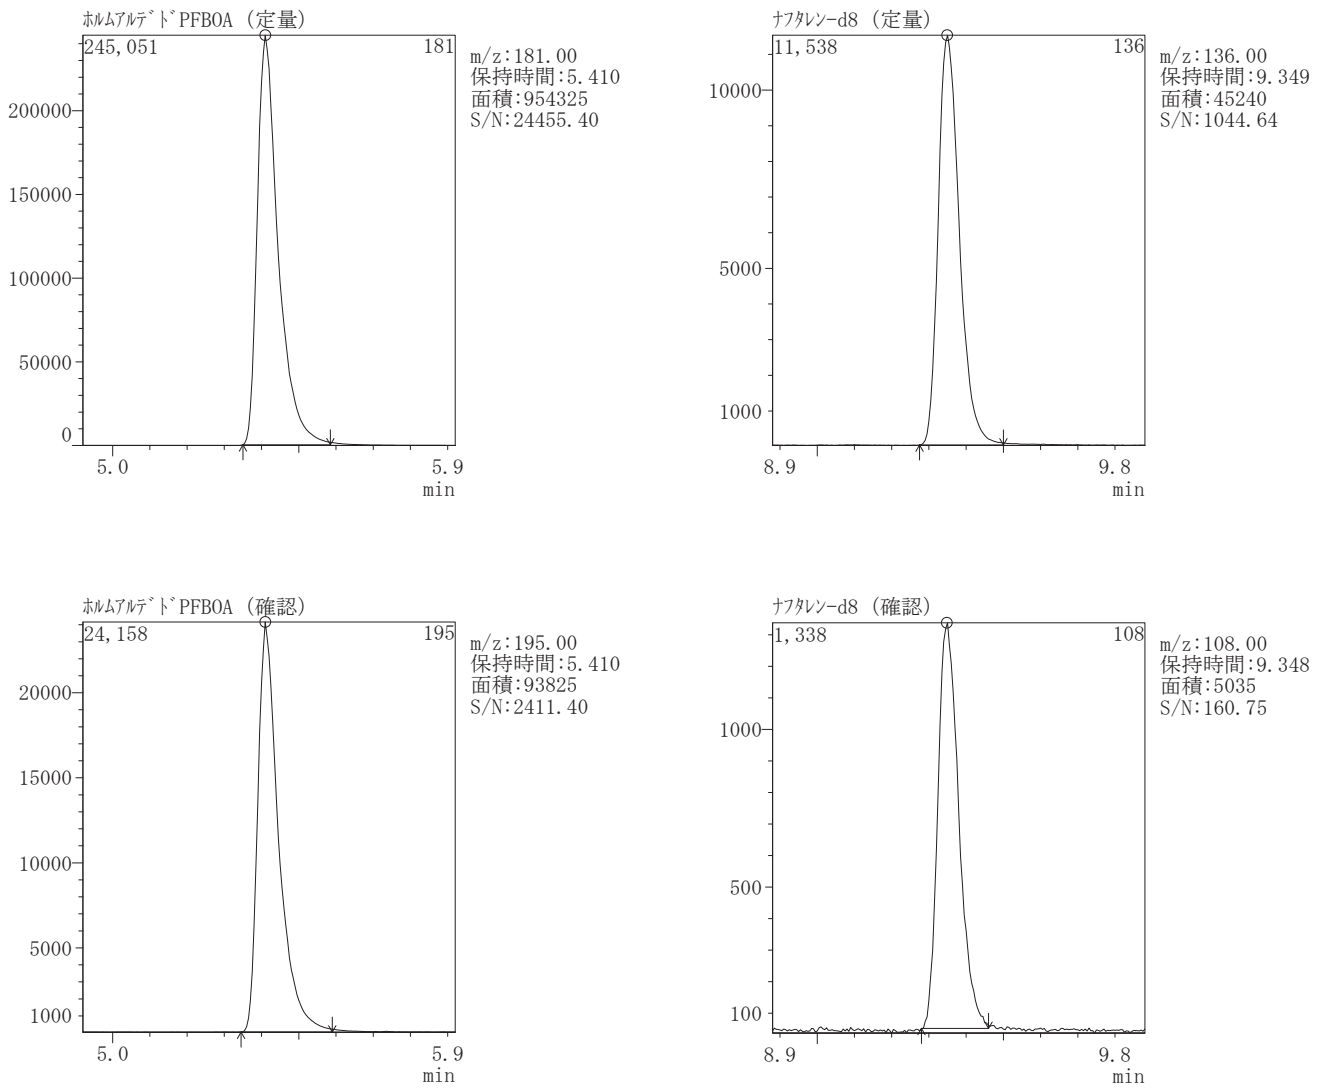 ﾎﾙﾑｱﾙﾃﾞﾄﾞPFBOA (定量)
245,051 181
m/z:181.00
保持時間:5.410
面積:954325
S/N:24455.40
200000
150000
100000
50000
0
5.0 5.9
min
ﾅﾌﾀﾚﾝ-d8 (定量)
11,538 136
m/z:136.00
保持時間:9.349
面積:45240
S/N:1044.64
10000
5000
1000
8.9 9.8
min
ﾎﾙﾑｱﾙﾃﾞﾄﾞPFBOA (確認)
24,158 195
m/z:195.00
保持時間:5.410
面積:93825
S/N:2411.40
20000
15000
10000
5000
1000
5.0 5.9
min
ﾅﾌﾀﾚﾝ-d8 (確認)
1,338 108
m/z:108.00
保持時間:9.348
面積:5035
S/N:160.75
1000
500
100
8.9 9.8
min